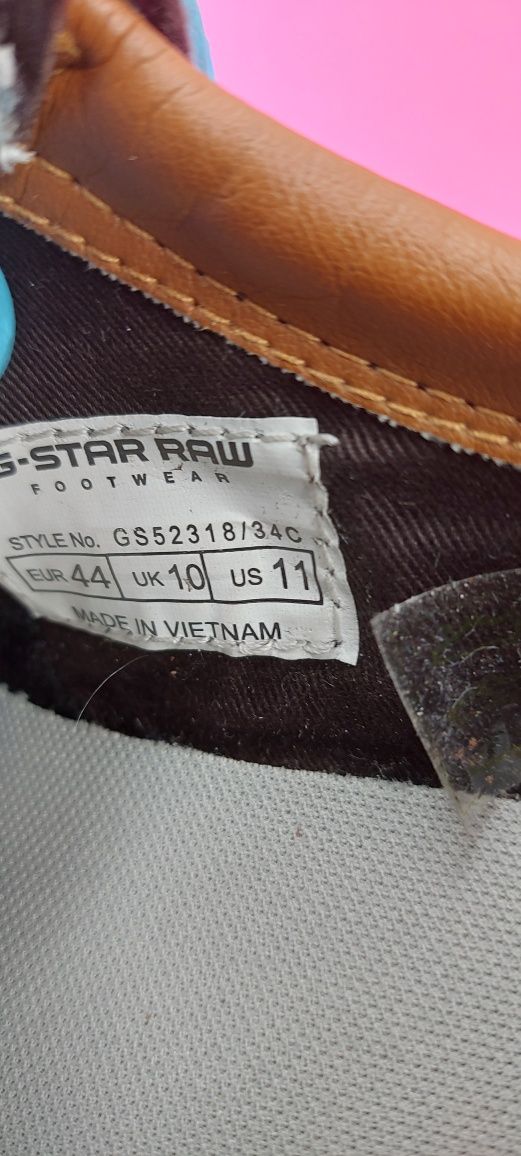 G-STAR RAW
FOOTWEAR
STYLE No. GS52318/34C
EUR 44 UK 10 US 11
MADE IN VIETNAM